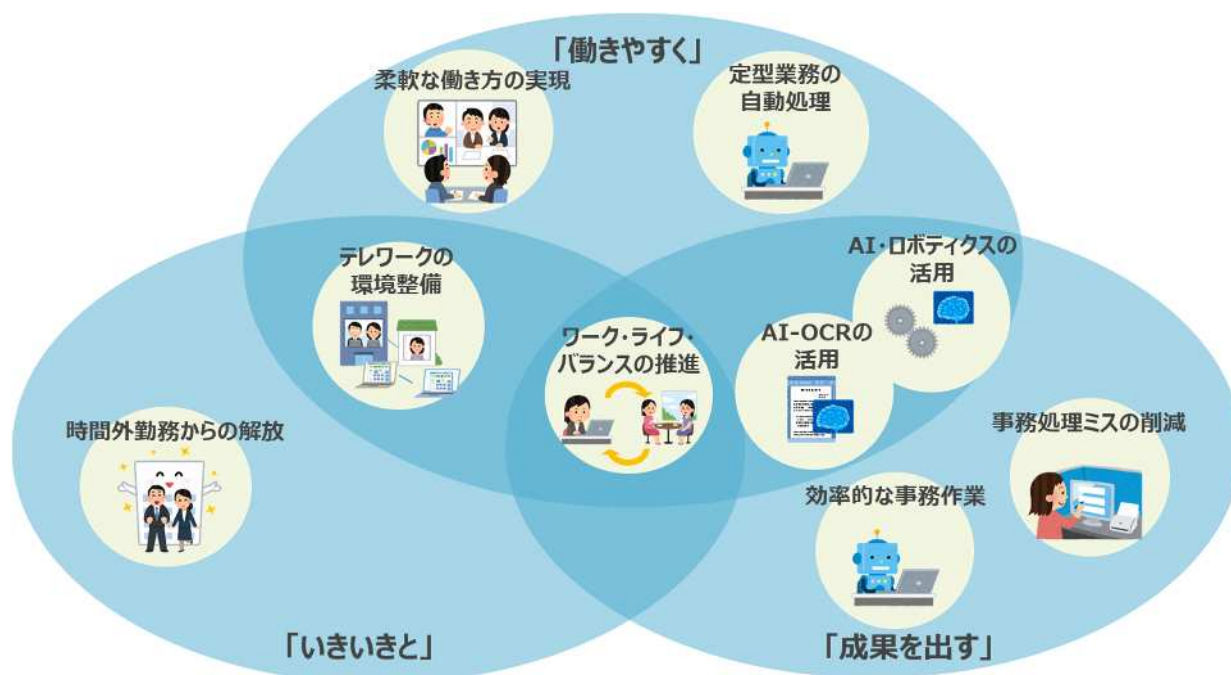 「働きやすく」
柔軟な働き方の実現
定型業務の
自動処理
テレワークの
環境整備
AI・ロボティクスの
活用
ワーク・ライフ・
バランスの推進
AI-OCRの
活用
時間外勤務からの解放
事務処理ミスの削減
効率的な事務作業
「いきいきと」
「成果を出す」